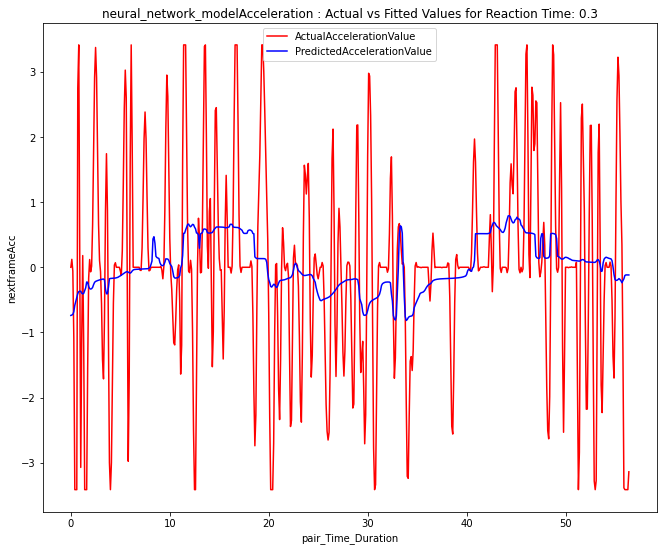 neural_network_modelAcceleration : Actual vs Fitted Values for Reaction Time: 0.3
ActualAccelerationValue
PredictedAccelerationValue
nextframeAcc
3
2
1
0
−1
−2
−3
0
10
20
30
40
50
pair_Time_Duration